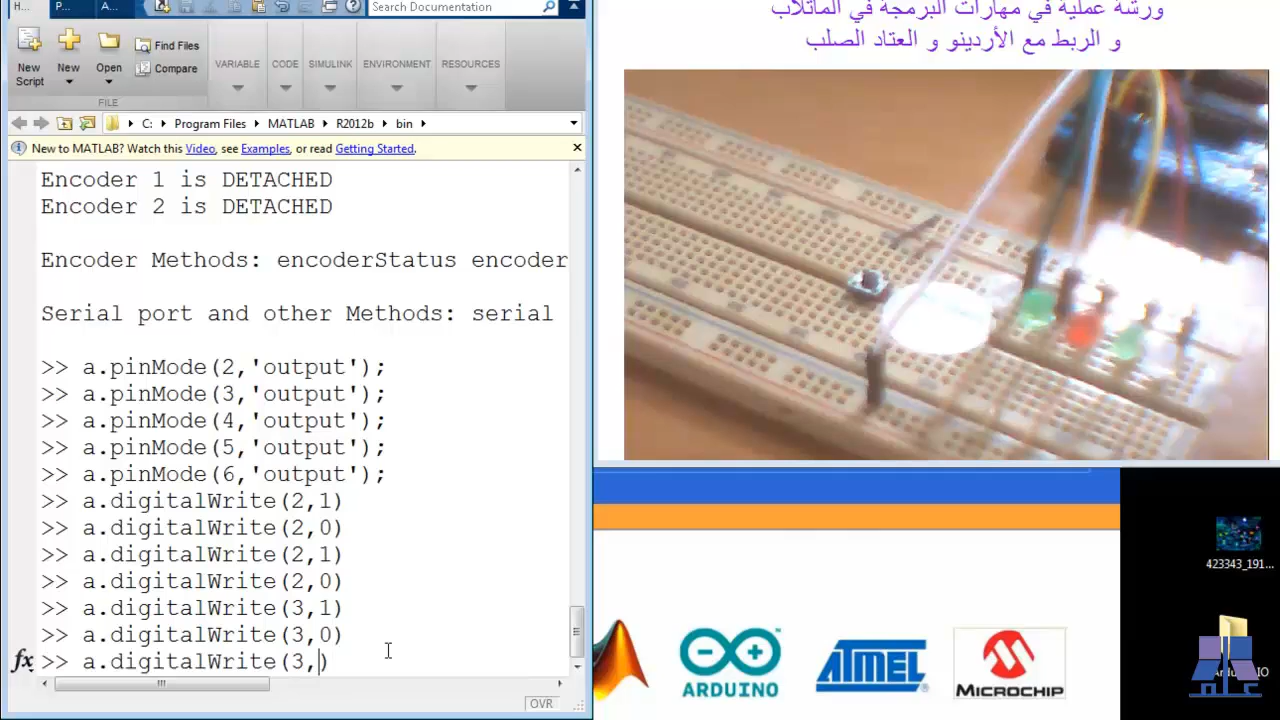 H...
P...
A...
Search Documentation
New
Script
New
Open
Find Files
Compare
FILE
VARIABLE
CODE
SIMULINK
ENVIRONMENT
RESOURCES
C:
Program Files
MATLAB
R2012b
bin
New to MATLAB? Watch this Video, see Examples, or read Getting Started.
Encoder 1 is DETACHED
Encoder 2 is DETACHED
Encoder Methods: encoderStatus encoder
Serial port and other Methods: serial
>> a.pinMode(2,'output');
>> a.pinMode(3,'output');
>> a.pinMode(4,'output');
>> a.pinMode(5,'output');
>> a.pinMode(6,'output');
>> a.digitalWrite(2,1)
>> a.digitalWrite(2,0)
>> a.digitalWrite(2,1)
>> a.digitalWrite(2,0)
>> a.digitalWrite(3,1)
>> a.digitalWrite(3,0)
fx >> a.digitalWrite(3,)
OVR
ورشة عملية في مهارات البرمجة في الماتلاب
و الربط مع الأردينو و العتاد الصلب
ARDUINO
ATMEL
MICROCHIP
423343_191...